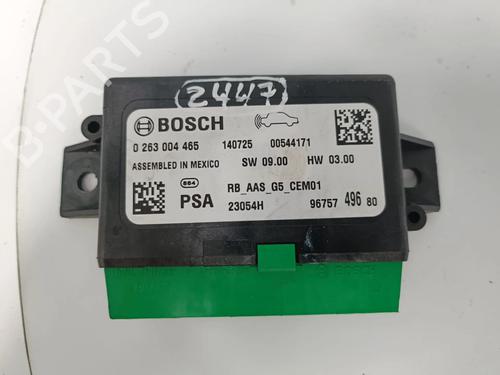 2447
B-PARTS
BOSCH
0 263 004 465 140725 00544171
ASSEMBLED IN MEXICO SW 09.00 HW 03.00
584 RB_AAS_G5_CEM01
PSA 23054H 96757 496 80